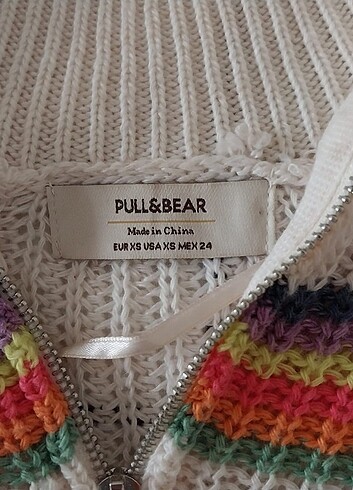 PULL&BEAR
Made in China
EUR XS USA XS MEX 24